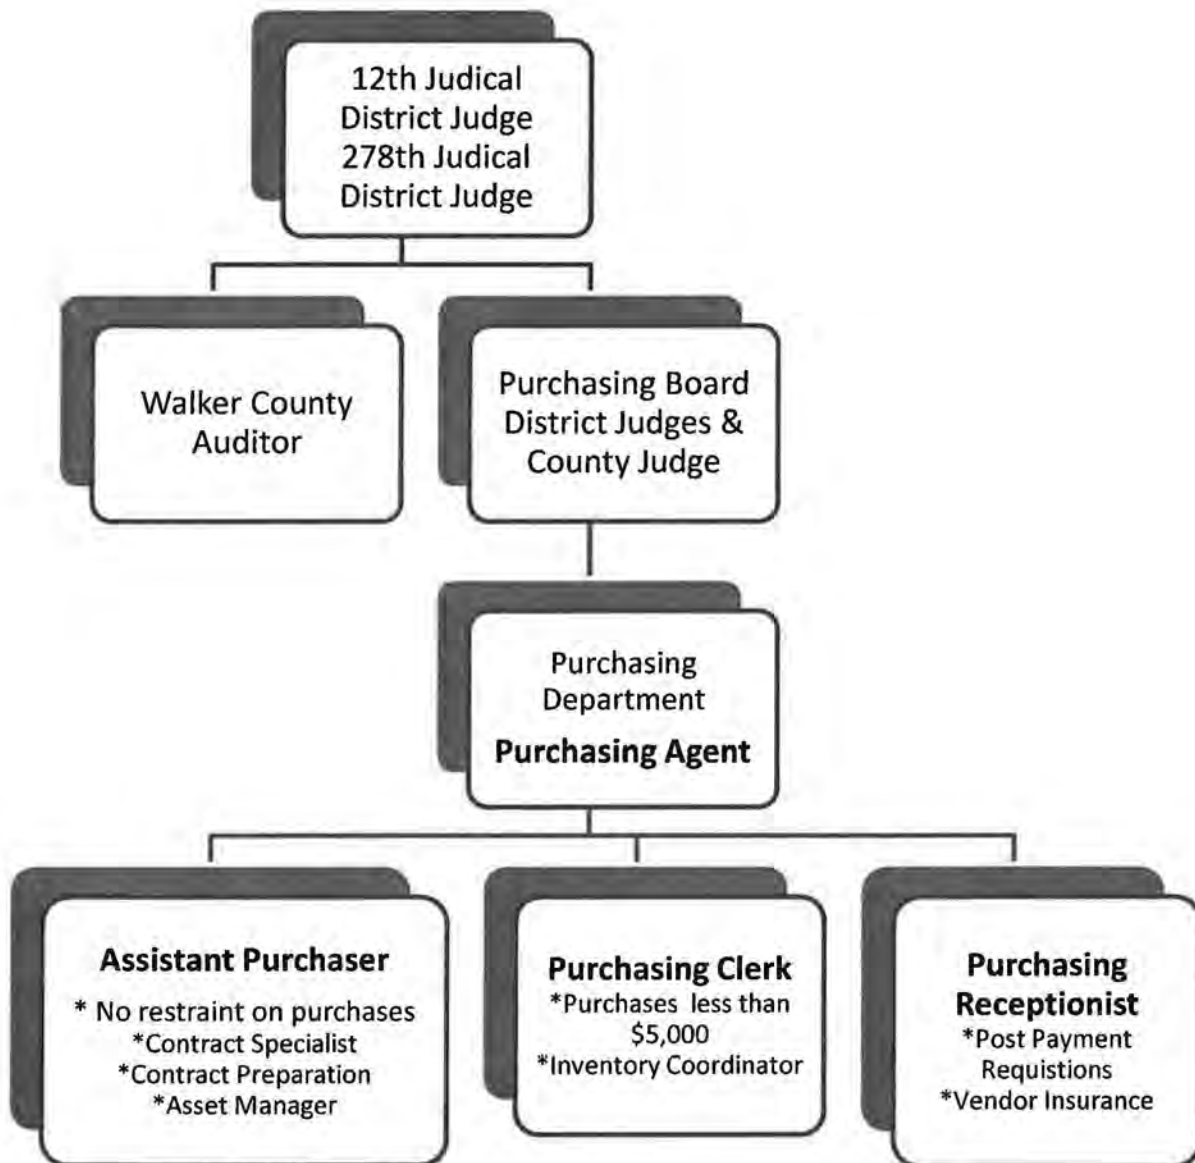 12th Judical
District Judge
278th Judical
District Judge
Walker County
Auditor
Purchasing Board
District Judges &
County Judge
Purchasing
Department
Purchasing Agent
Assistant Purchaser
* No restraint on purchases
*Contract Specialist
*Contract Preparation
*Asset Manager
Purchasing Clerk
*Purchases less than
$5,000
*Inventory Coordinator
Purchasing
Receptionist
*Post Payment
Requistions
*Vendor Insurance